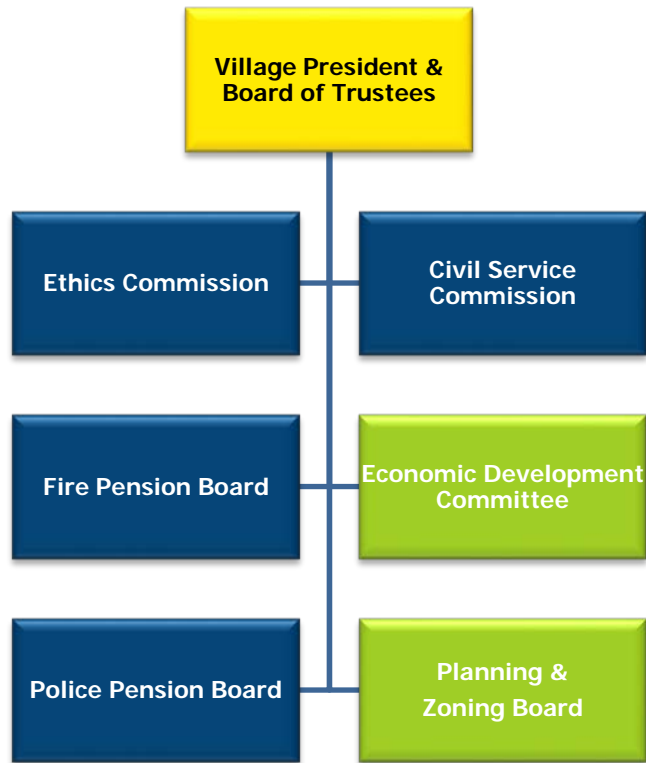 Village President &
Board of Trustees
Ethics Commission
Civil Service
Commission
Fire Pension Board
Economic Development
Committee
Police Pension Board
Planning &
Zoning Board